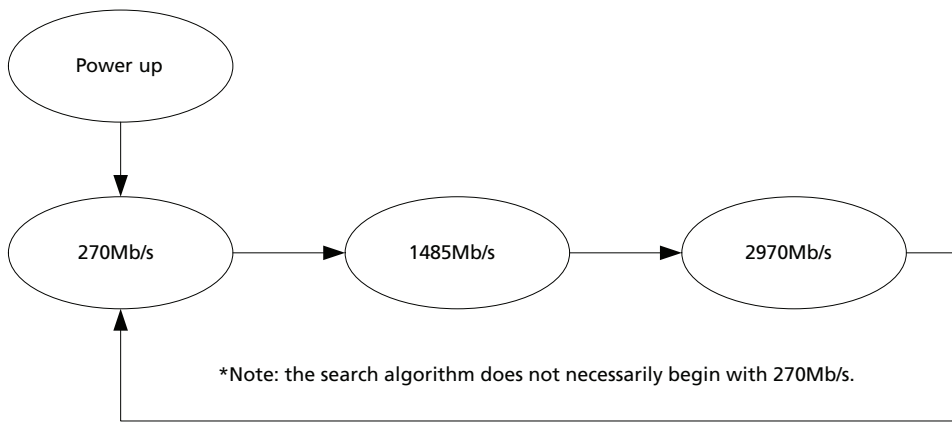 Power up
270Mb/s
1485Mb/s
2970Mb/s
*Note: the search algorithm does not necessarily begin with 270Mb/s.